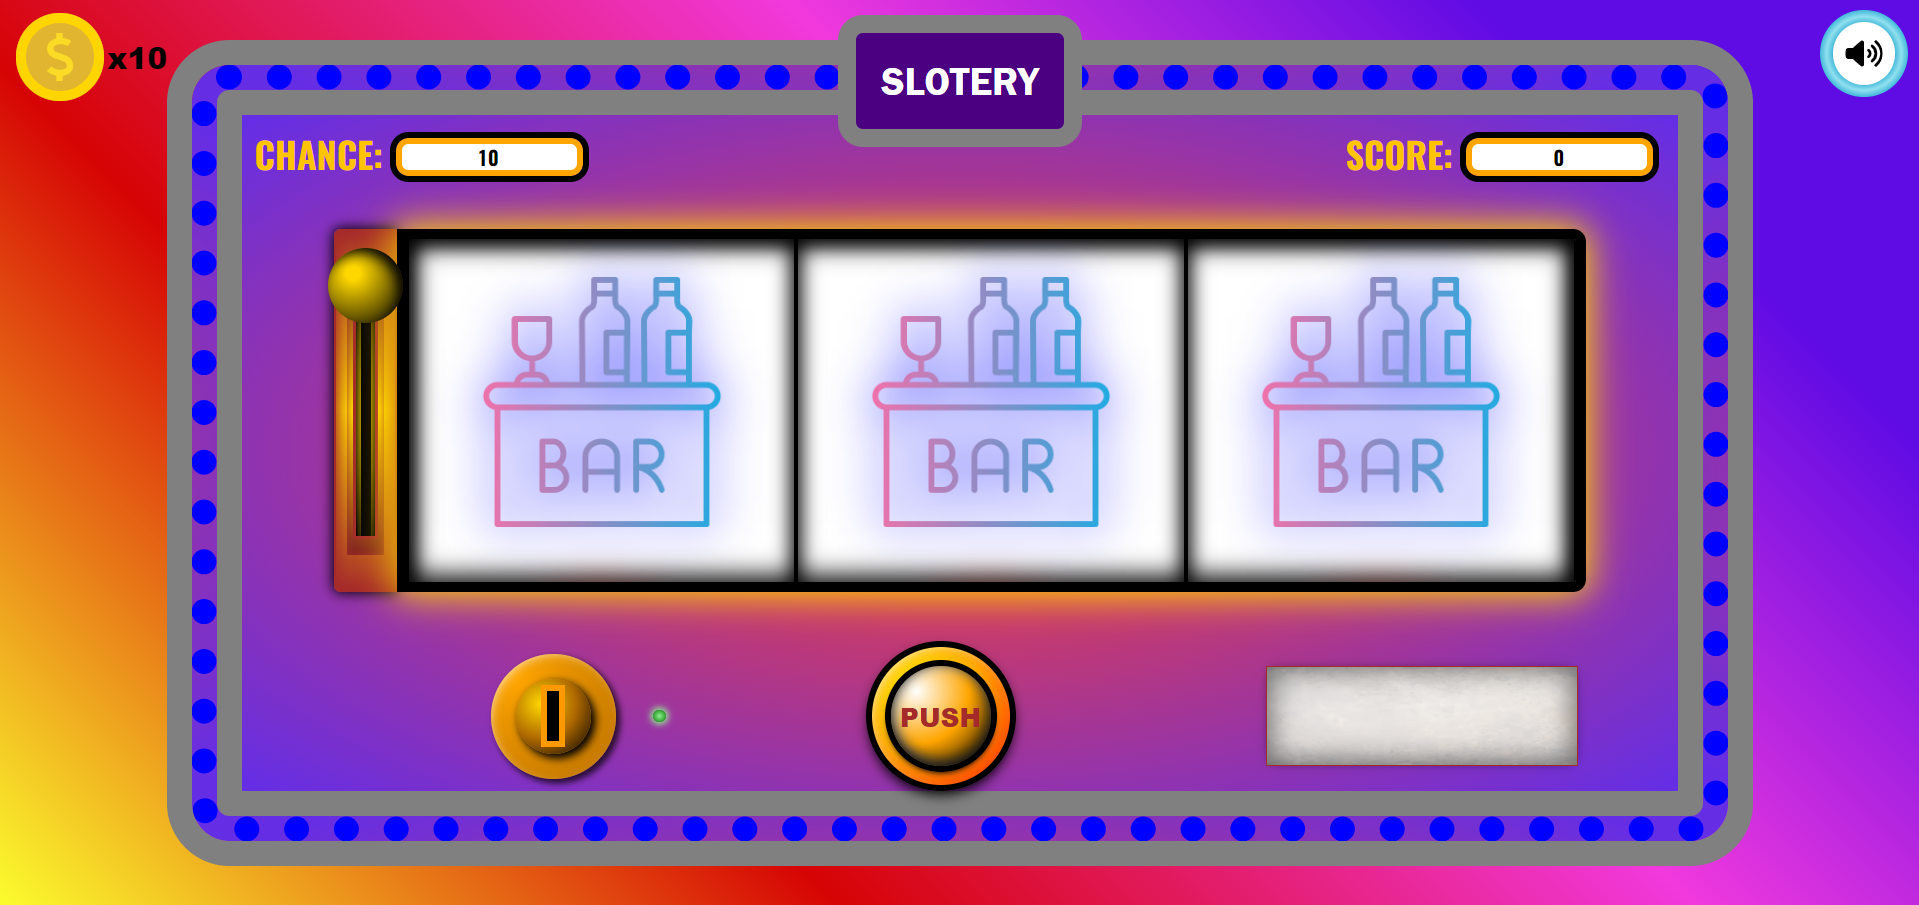 $ x10
SLOTERY
CHANCE: 10
SCORE: 0
BAR BAR BAR
PUSH